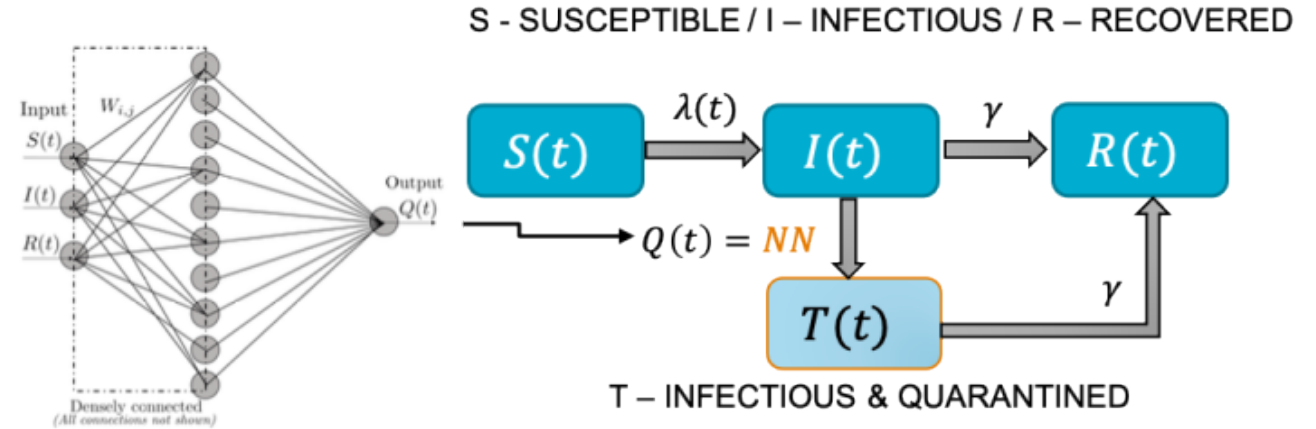 S - SUSCEPTIBLE / I – INFECTIOUS / R – RECOVERED
Input
W_{i,j}
S(t)
I(t)
R(t)
Output
Q(t)
Densely connected
(All connections not shown)
S(t)
λ(t)
I(t)
γ
R(t)
Q(t) = NN
T(t)
γ
T – INFECTIOUS & QUARANTINED